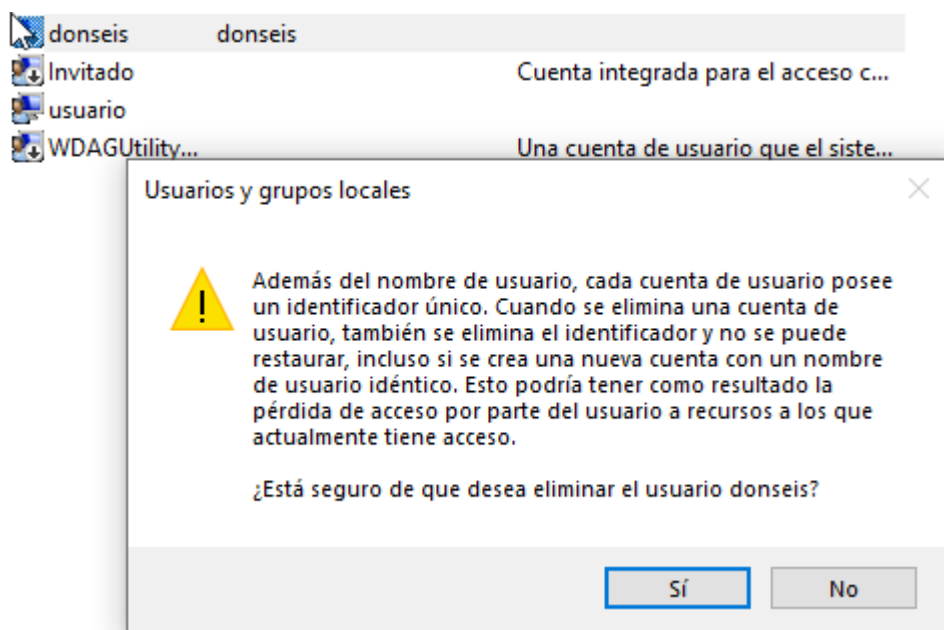 donseis donseis
Invitado Cuenta integrada para el acceso c...
usuario
WDAGUtility... Una cuenta de usuario que el siste...
Usuarios y grupos locales
Además del nombre de usuario, cada cuenta de usuario posee
un identificador único. Cuando se elimina una cuenta de
usuario, también se elimina el identificador y no se puede
restaurar, incluso si se crea una nueva cuenta con un nombre
de usuario idéntico. Esto podría tener como resultado la
pérdida de acceso por parte del usuario a recursos a los que
actualmente tiene acceso.
¿Está seguro de que desea eliminar el usuario donseis?
Sí No